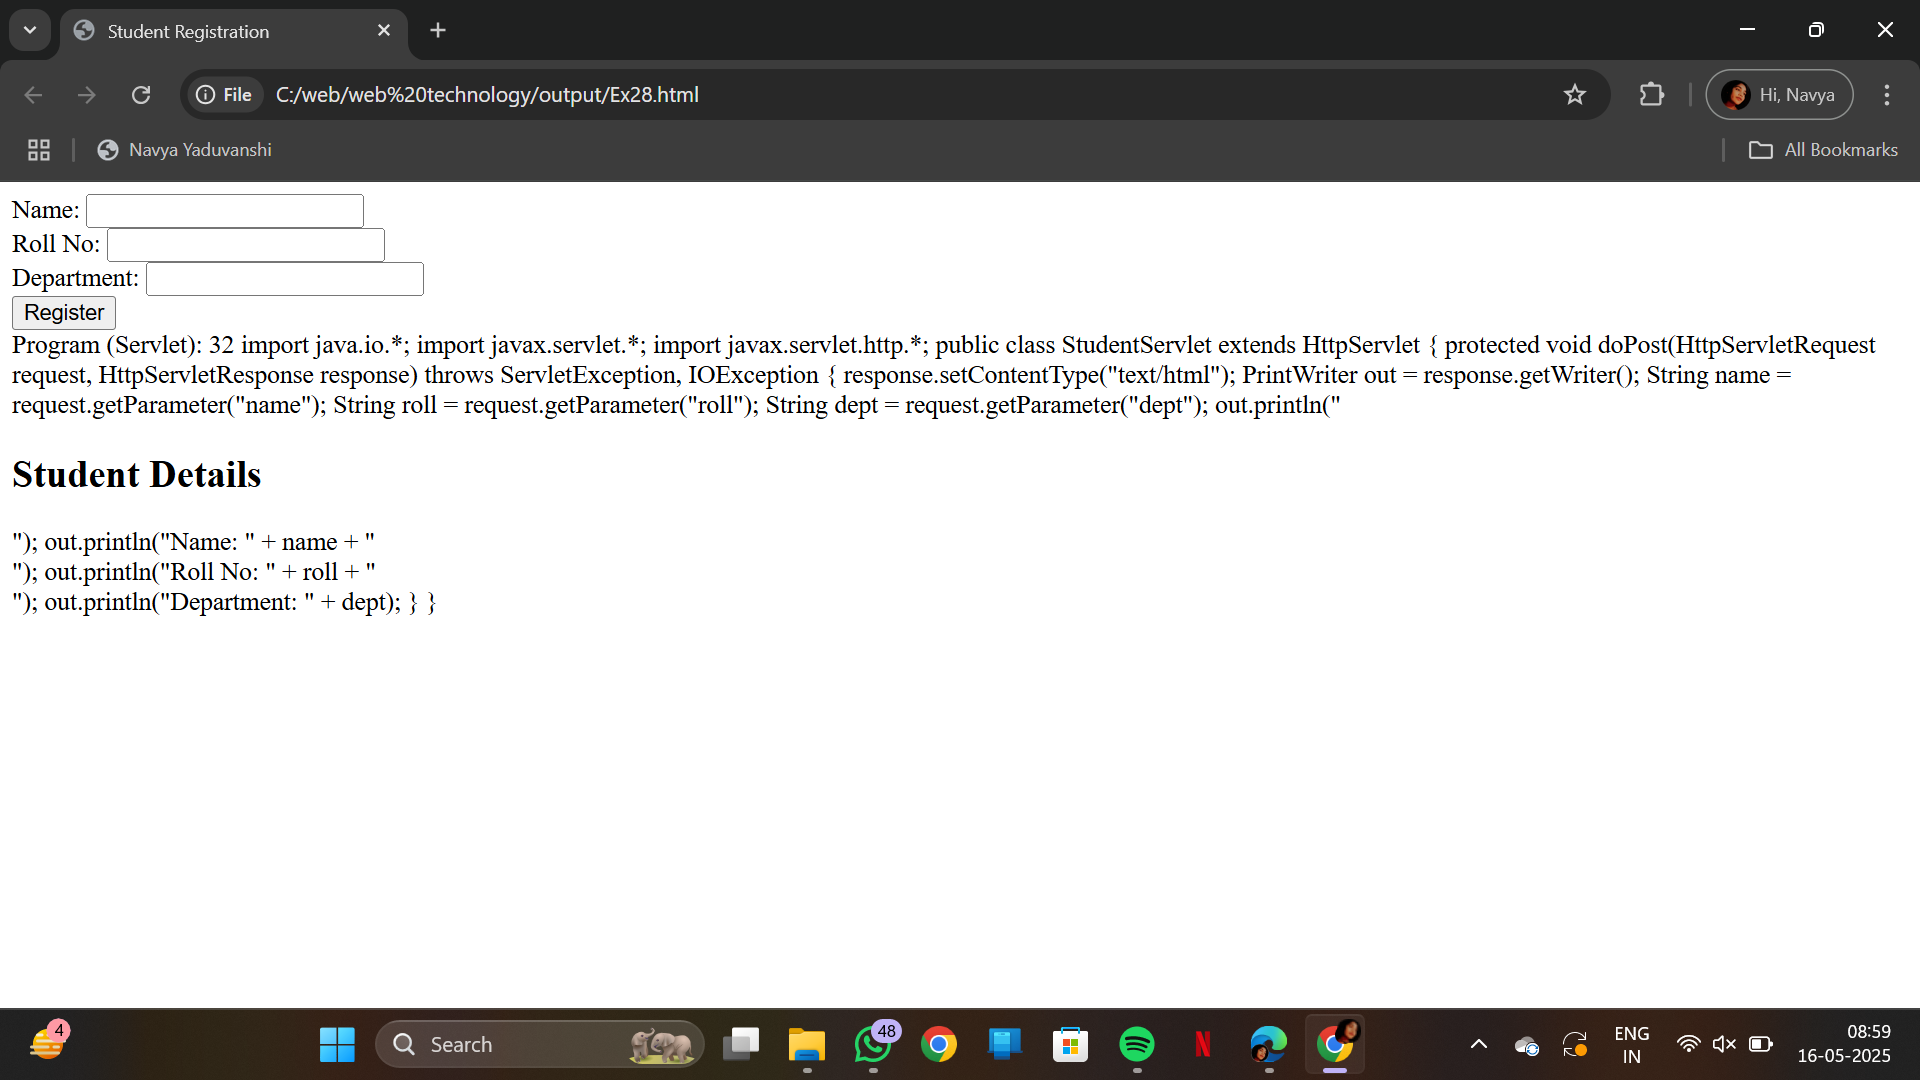 Student Registration
File
C:/web/web%20technology/output/Ex28.html
Hi, Navya
Navya Yaduvanshi
All Bookmarks
Name:
Roll No:
Department:
Register
Program (Servlet): 32 import java.io.*; import javax.servlet.*; import javax.servlet.http.*; public class StudentServlet extends HttpServlet { protected void doPost(HttpServletRequest
request, HttpServletResponse response) throws ServletException, IOException { response.setContentType("text/html"); PrintWriter out = response.getWriter(); String name =
request.getParameter("name"); String roll = request.getParameter("roll"); String dept = request.getParameter("dept"); out.println("
Student Details
"); out.println("Name: " + name + "
"); out.println("Roll No: " + roll + "
"); out.println("Department: " + dept); } }
4
Search
48
N
ENG
IN
08:59
16-05-2025